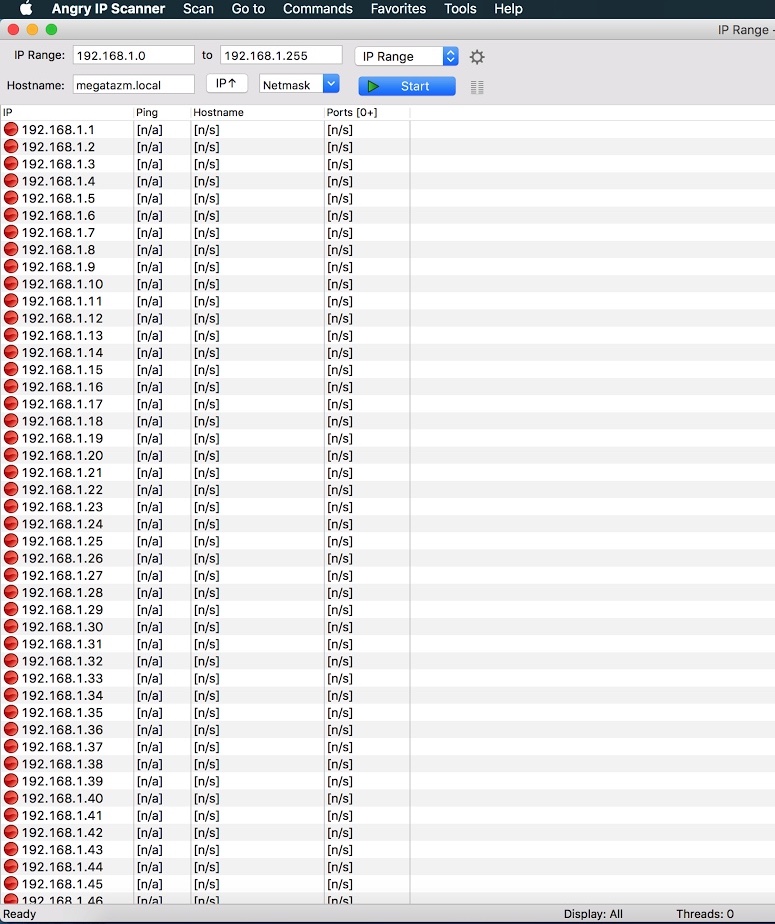 Angry IP Scanner Scan Go to Commands Favorites Tools Help
IP Range -
IP Range: 192.168.1.0 to 192.168.1.255 IP Range
Hostname: megatazm.local IP↑ Netmask Start
IP Ping Hostname Ports [0+]
192.168.1.1 [n/a] [n/s] [n/s]
192.168.1.2 [n/a] [n/s] [n/s]
192.168.1.3 [n/a] [n/s] [n/s]
192.168.1.4 [n/a] [n/s] [n/s]
192.168.1.5 [n/a] [n/s] [n/s]
192.168.1.6 [n/a] [n/s] [n/s]
192.168.1.7 [n/a] [n/s] [n/s]
192.168.1.8 [n/a] [n/s] [n/s]
192.168.1.9 [n/a] [n/s] [n/s]
192.168.1.10 [n/a] [n/s] [n/s]
192.168.1.11 [n/a] [n/s] [n/s]
192.168.1.12 [n/a] [n/s] [n/s]
192.168.1.13 [n/a] [n/s] [n/s]
192.168.1.14 [n/a] [n/s] [n/s]
192.168.1.15 [n/a] [n/s] [n/s]
192.168.1.16 [n/a] [n/s] [n/s]
192.168.1.17 [n/a] [n/s] [n/s]
192.168.1.18 [n/a] [n/s] [n/s]
192.168.1.19 [n/a] [n/s] [n/s]
192.168.1.20 [n/a] [n/s] [n/s]
192.168.1.21 [n/a] [n/s] [n/s]
192.168.1.22 [n/a] [n/s] [n/s]
192.168.1.23 [n/a] [n/s] [n/s]
192.168.1.24 [n/a] [n/s] [n/s]
192.168.1.25 [n/a] [n/s] [n/s]
192.168.1.26 [n/a] [n/s] [n/s]
192.168.1.27 [n/a] [n/s] [n/s]
192.168.1.28 [n/a] [n/s] [n/s]
192.168.1.29 [n/a] [n/s] [n/s]
192.168.1.30 [n/a] [n/s] [n/s]
192.168.1.31 [n/a] [n/s] [n/s]
192.168.1.32 [n/a] [n/s] [n/s]
192.168.1.33 [n/a] [n/s] [n/s]
192.168.1.34 [n/a] [n/s] [n/s]
192.168.1.35 [n/a] [n/s] [n/s]
192.168.1.36 [n/a] [n/s] [n/s]
192.168.1.37 [n/a] [n/s] [n/s]
192.168.1.38 [n/a] [n/s] [n/s]
192.168.1.39 [n/a] [n/s] [n/s]
192.168.1.40 [n/a] [n/s] [n/s]
192.168.1.41 [n/a] [n/s] [n/s]
192.168.1.42 [n/a] [n/s] [n/s]
192.168.1.43 [n/a] [n/s] [n/s]
192.168.1.44 [n/a] [n/s] [n/s]
192.168.1.45 [n/a] [n/s] [n/s]
192.168.1.46 [n/a] [n/s] [n/s]
Ready Display: All Threads: 0